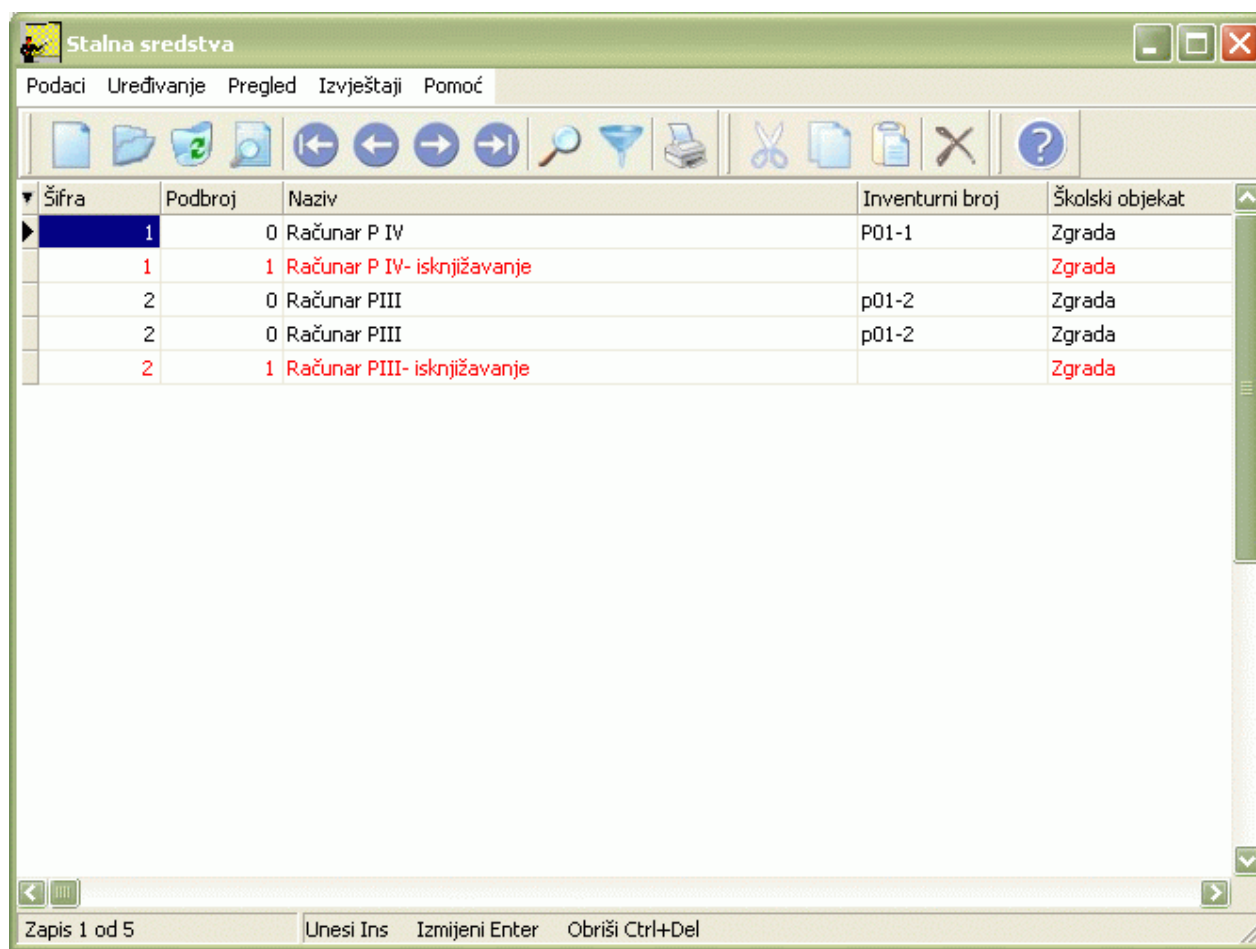 Stalna sredstva
Podaci Uređivanje Pregled Izvještaji Pomoć
Šifra Podbroj Naziv Inventurni broj Školski objekat
1 0 Računar P IV P01-1 Zgrada
1 1 Računar P IV- isknjižavanje Zgrada
2 0 Računar PIII p01-2 Zgrada
2 0 Računar PIII p01-2 Zgrada
2 1 Računar PIII- isknjižavanje Zgrada
Zapis 1 od 5 Unesi Ins Izmijeni Enter Obriši Ctrl+Del